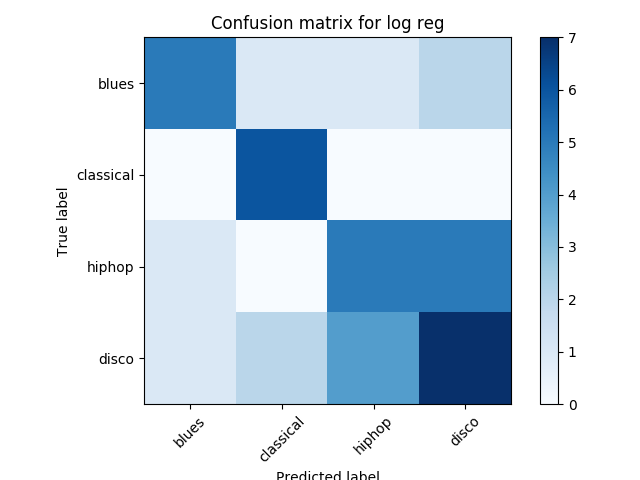 Confusion matrix for log reg
True label
blues
classical
hiphop
disco
blues
classical
hiphop
disco
Predicted label
7
6
5
4
3
2
1
0